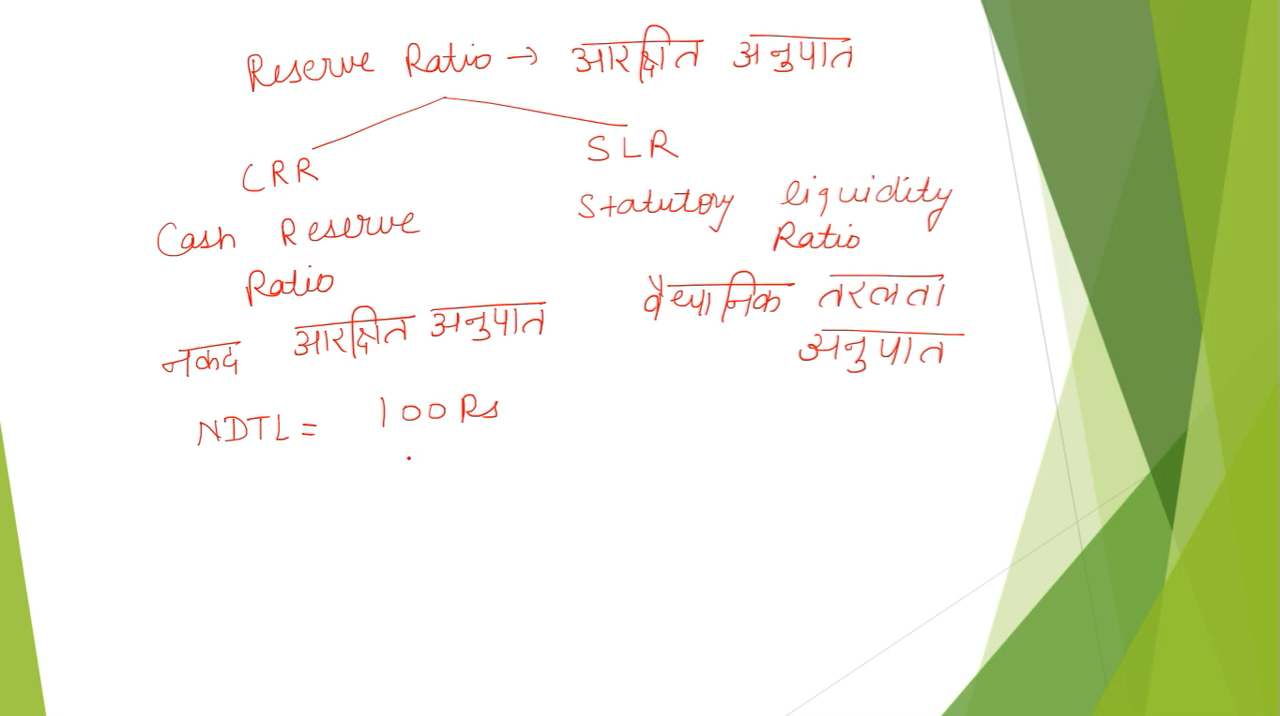 Reserve Ratio → आरक्षित अनुपात
CRR
SLR
Cash Reserve
Ratio
Statutory liquidity
Ratio
नकद आरक्षित अनुपात
वैधानिक तरलता
अनुपात
NDTL = 100 Rs